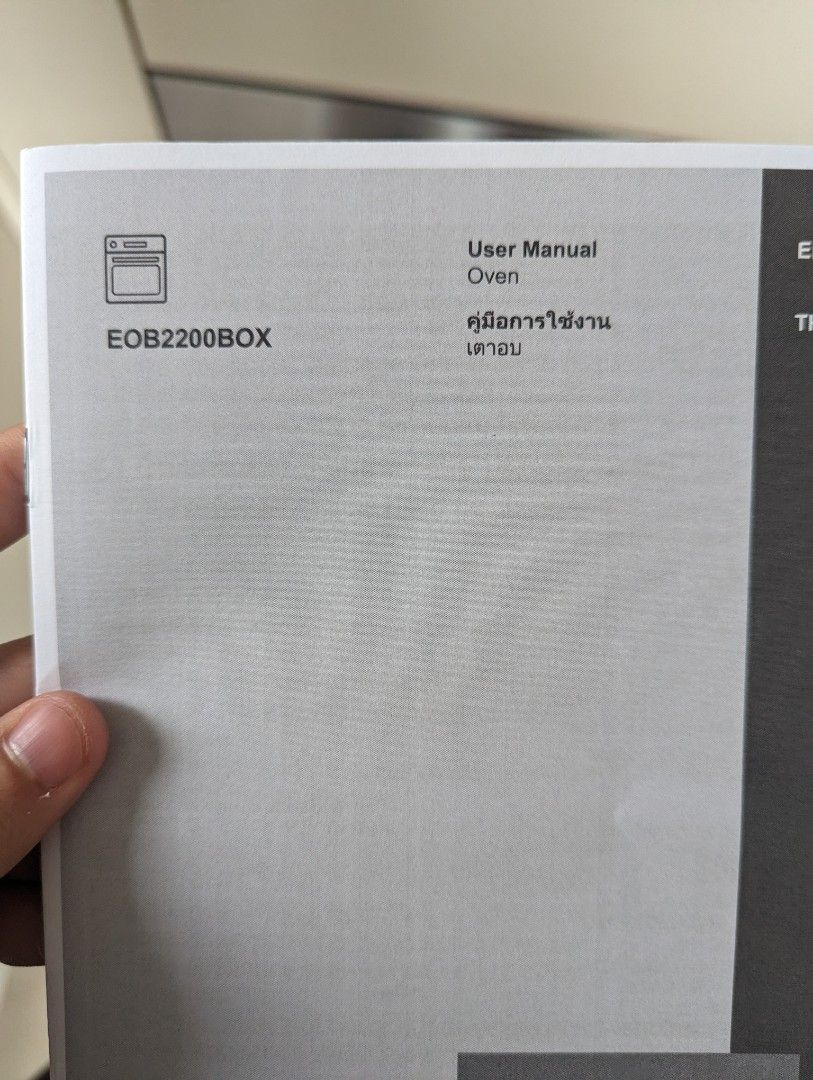 EOB2200BOX
User Manual
Oven
คู่มือการใช้งาน
เตาอบ